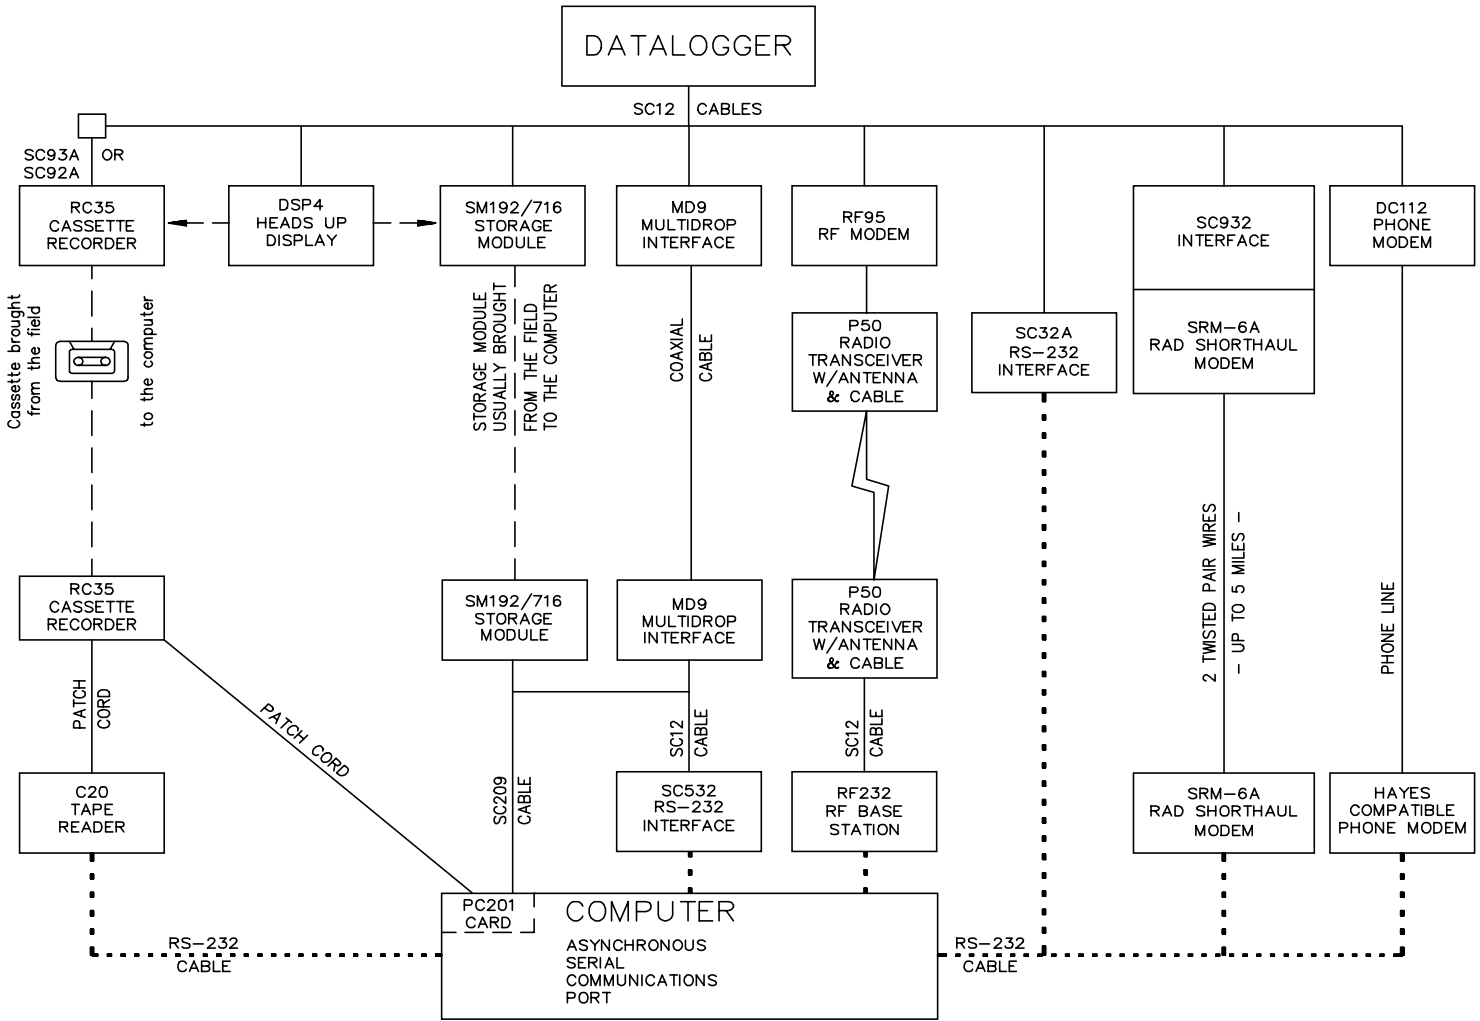 DATALOGGER
SC12 CABLES
SC93A OR
SC92A
RC35
CASSETTE
RECORDER
DSP4
HEADS UP
DISPLAY
SM192/716
STORAGE
MODULE
MD9
MULTIDROP
INTERFACE
RF95
RF MODEM
SC932
INTERFACE
DC112
PHONE
MODEM
Cassette brought
from the field
to the computer
STORAGE MODULE
USUALLY BROUGHT
FROM THE FIELD
TO THE COMPUTER
COAXIAL
CABLE
P50
RADIO
TRANSCEIVER
W/ANTENNA
& CABLE
SC32A
RS-232
INTERFACE
SRM-6A
RAD SHORTHAUL
MODEM
2 TWISTED PAIR WIRES
- UP TO 5 MILES -
PHONE LINE
RC35
CASSETTE
RECORDER
SM192/716
STORAGE
MODULE
MD9
MULTIDROP
INTERFACE
P50
RADIO
TRANSCEIVER
W/ANTENNA
& CABLE
PATCH
CORD
PATCH CORD
SC209
CABLE
SC12
CABLE
SC12
CABLE
C20
TAPE
READER
SC532
RS-232
INTERFACE
RF232
RF BASE
STATION
SRM-6A
RAD SHORTHAUL
MODEM
HAYES
COMPATIBLE
PHONE MODEM
PC201
CARD
COMPUTER
ASYNCHRONOUS
SERIAL
COMMUNICATIONS
PORT
RS-232
CABLE
RS-232
CABLE